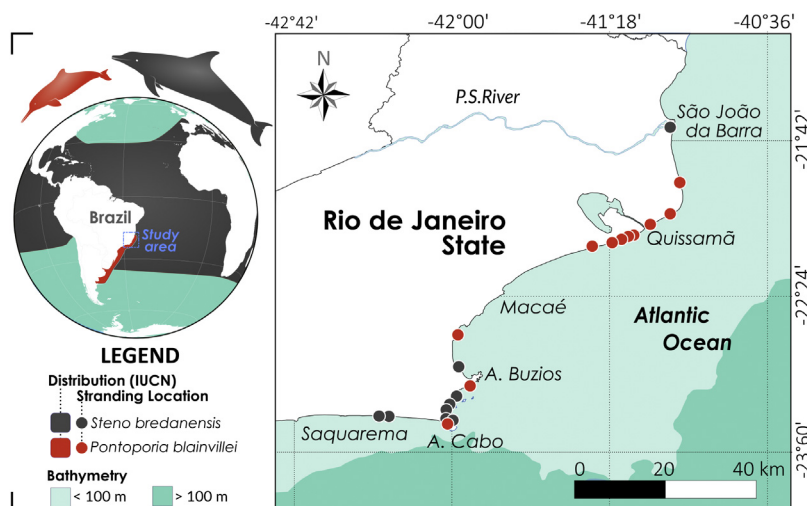 -42°42'
-42°00'
-41°18'
-40°36'
N
P.S.River
São João
da Barra
-21°42'
Brazil
Study
area
Rio de Janeiro
State
Quissamã
-22°24'
Macaé
Atlantic
Ocean
LEGEND
A. Buzios
Distribution (IUCN)
Stranding Location
Steno bredanensis
Pontoporia blainvillei
Saquarema
A. Cabo
-23°60'
Bathymetry
< 100 m
> 100 m
0
20
40 km